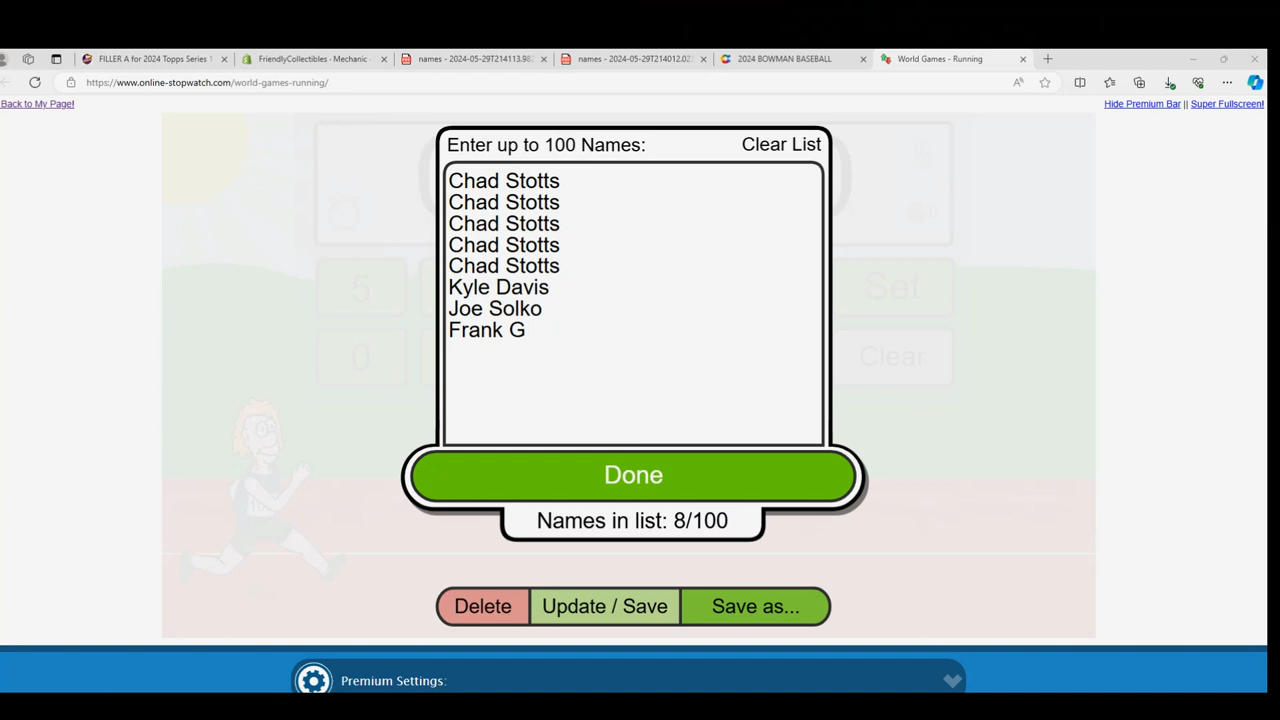 FILLER A for 2024 Topps Series 1
FriendlyCollectibles - Mechanic
names - 2024-05-29T214113.98
names - 2024-05-29T214012.02
2024 BOWMAN BASEBALL
World Games - Running
https://www.online-stopwatch.com/world-games-running/
Back to My Page!
Hide Premium Bar || Super Fullscreen!
Enter up to 100 Names:
Clear List
Chad Stotts
Chad Stotts
Chad Stotts
Chad Stotts
Chad Stotts
Kyle Davis
Joe Solko
Frank G
5
Set
0
Clear
Done
Names in list: 8/100
Delete
Update / Save
Save as...
Premium Settings: